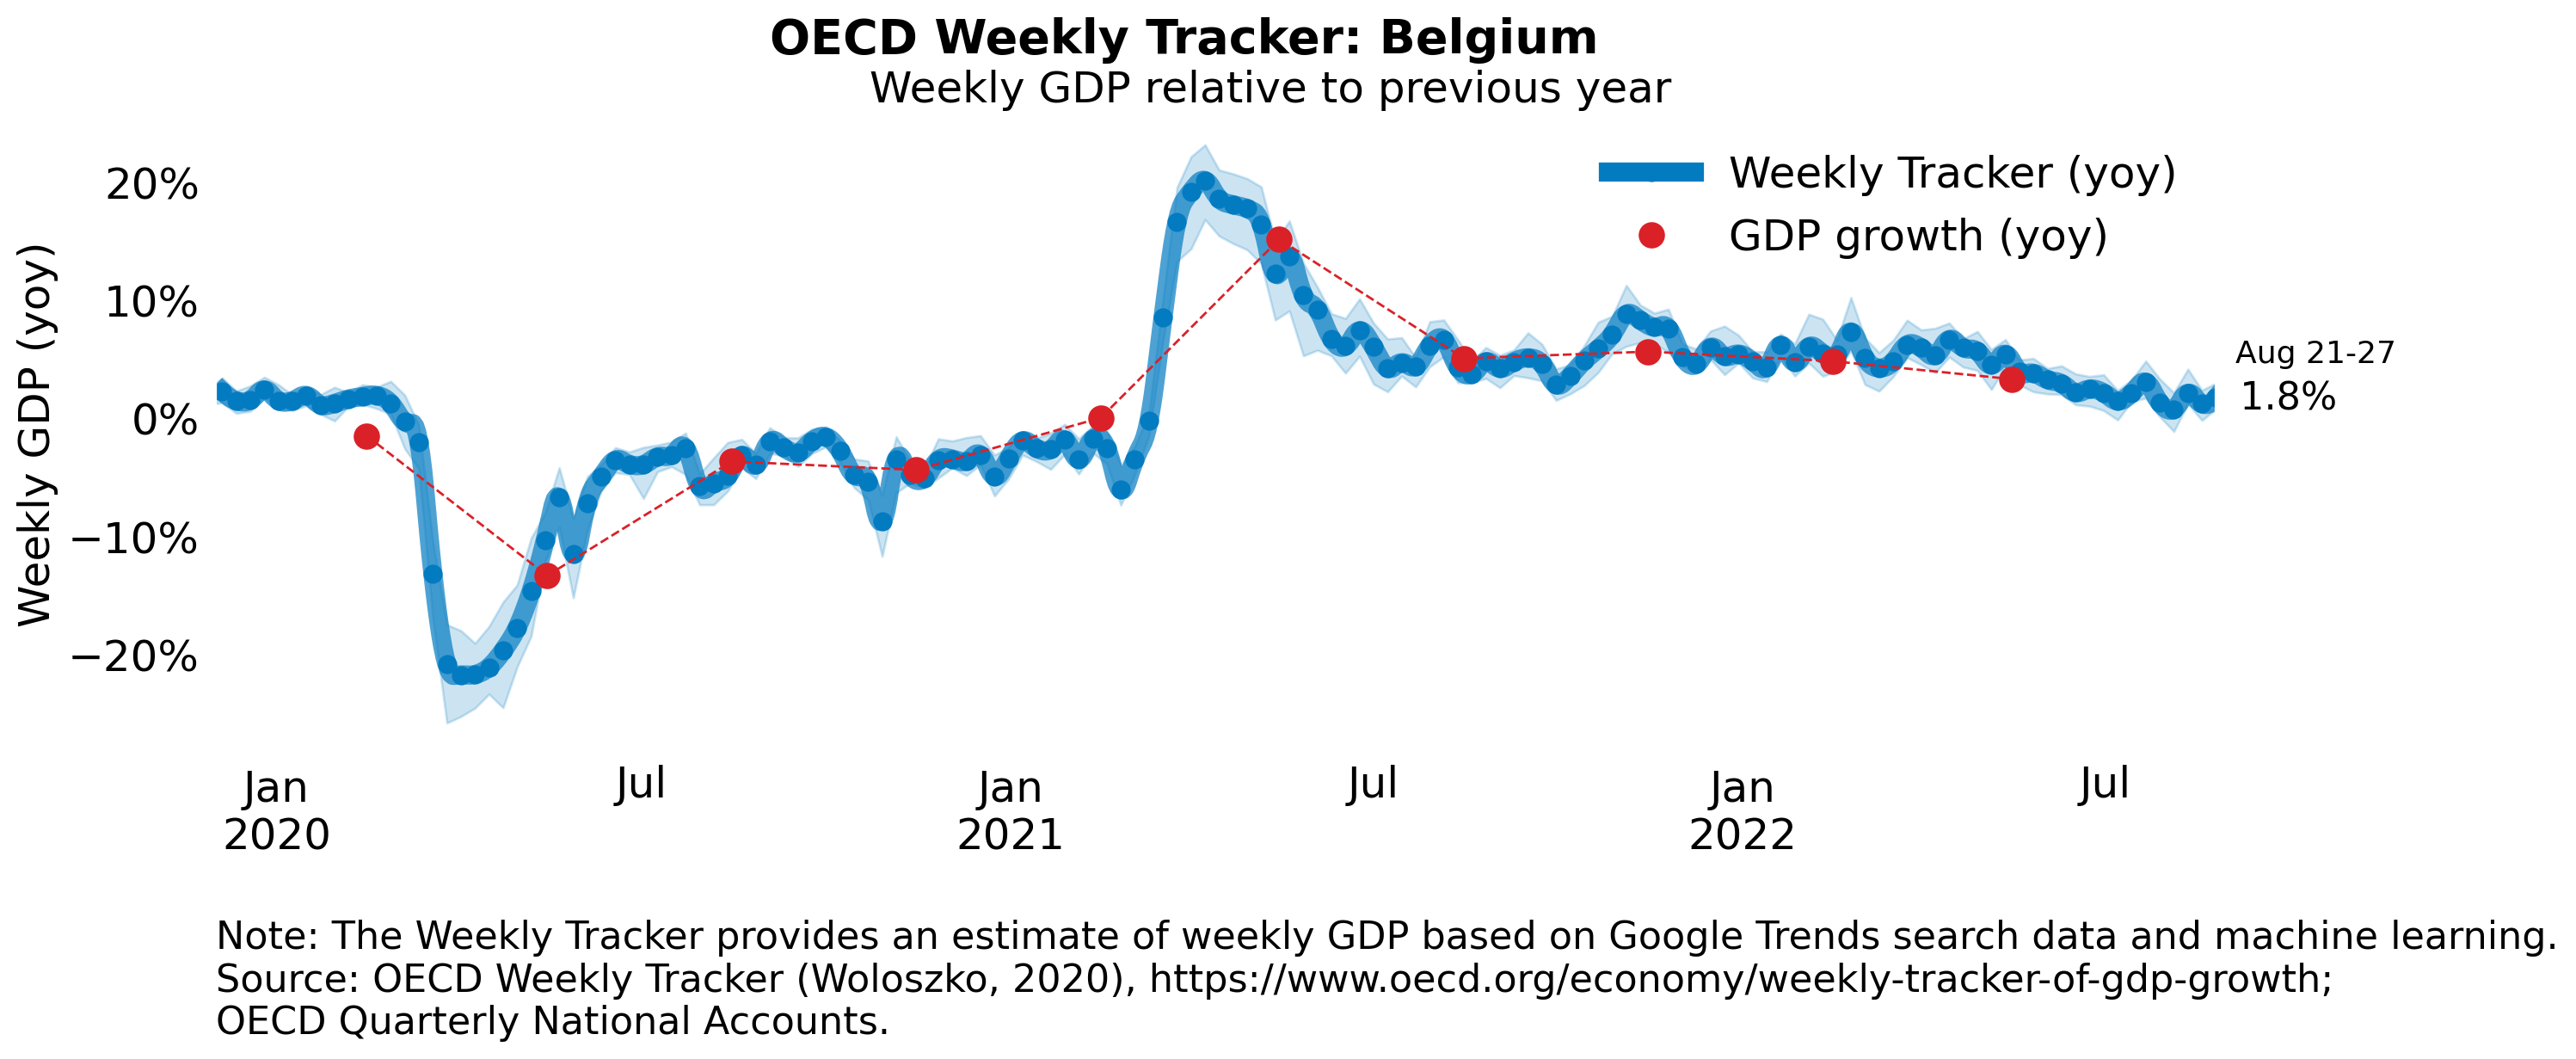 OECD Weekly Tracker: Belgium
Weekly GDP relative to previous year
Weekly Tracker (yoy)
GDP growth (yoy)
Weekly GDP (yoy)
20%
10%
0%
−10%
−20%
Aug 21-27
1.8%
Jan Jul Jan Jul Jan Jul
2020 2021 2022
Note: The Weekly Tracker provides an estimate of weekly GDP based on Google Trends search data and machine learning.
Source: OECD Weekly Tracker (Woloszko, 2020), https://www.oecd.org/economy/weekly-tracker-of-gdp-growth;
OECD Quarterly National Accounts.